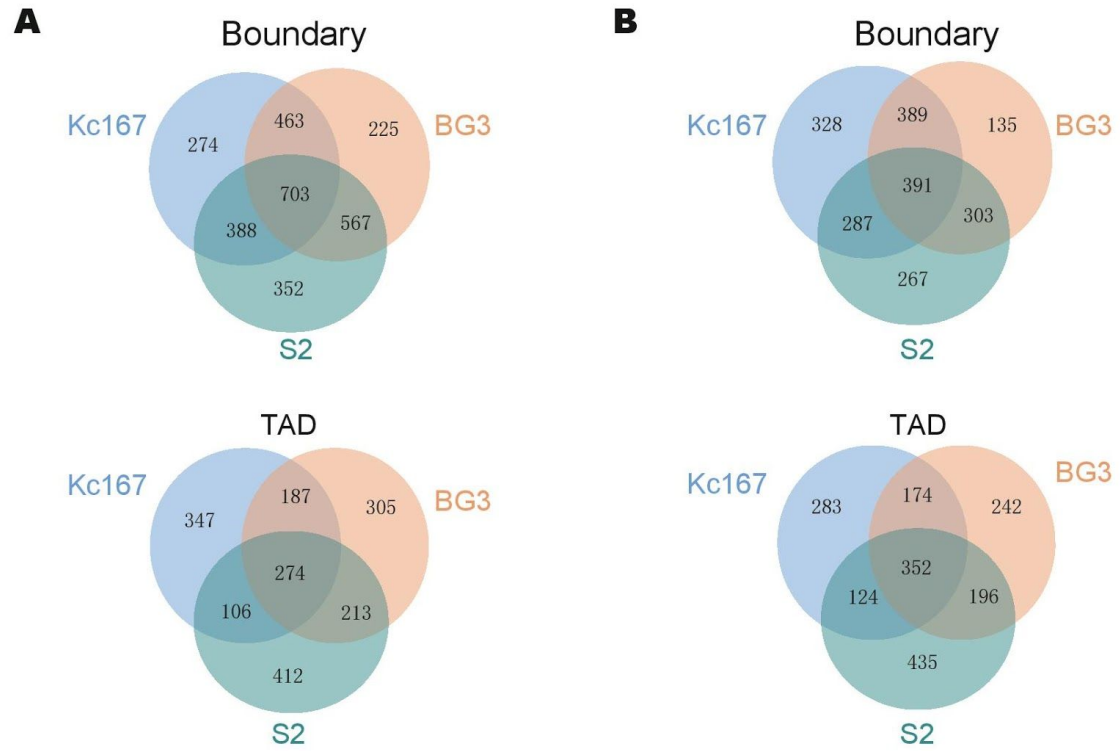 A
Boundary
Kc167
BG3
274
463
225
703
388
567
352
S2
TAD
Kc167
BG3
347
187
305
274
106
213
412
S2
B
Boundary
Kc167
BG3
328
389
135
391
287
303
267
S2
TAD
Kc167
BG3
283
174
242
352
124
196
435
S2